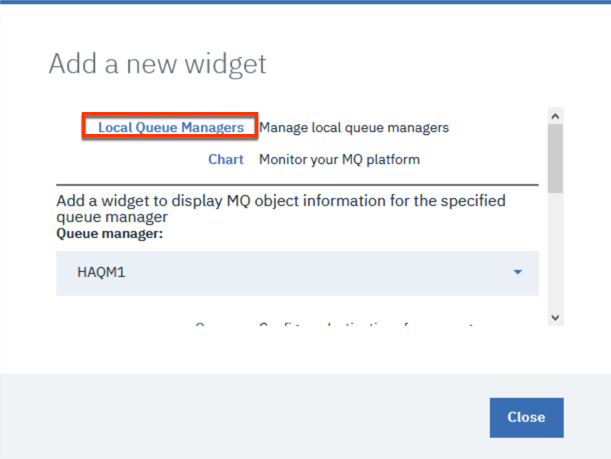 Add a new widget
Local Queue Managers Manage local queue managers
Chart Monitor your MQ platform
Add a widget to display MQ object information for the specified
queue manager
Queue manager:
HAQM1
Close